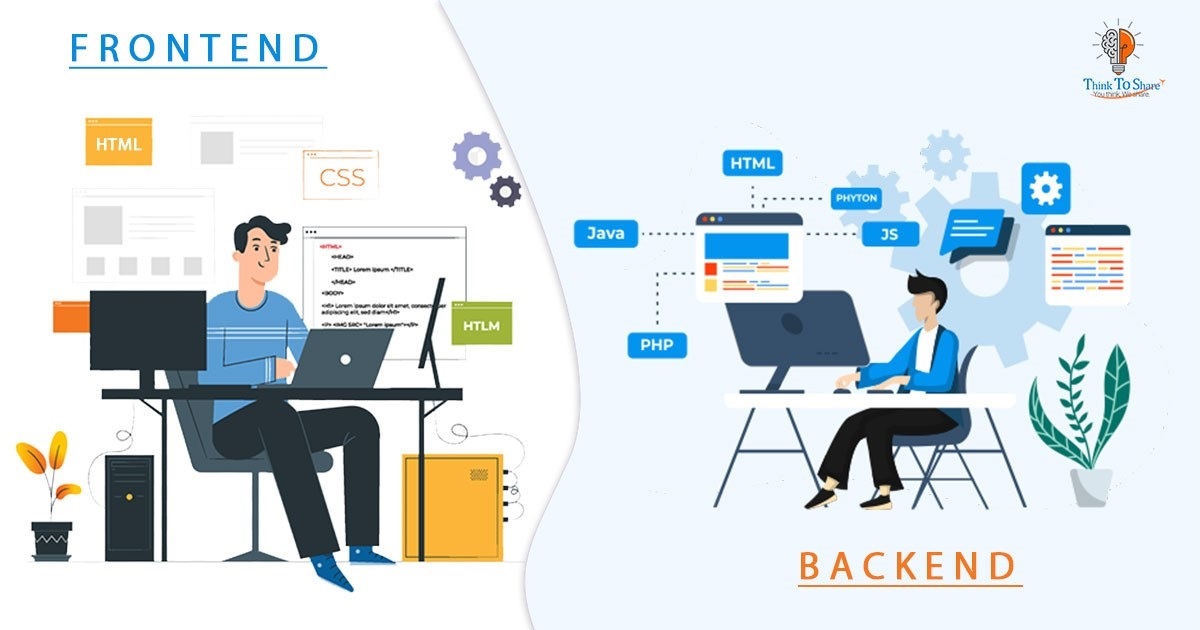 FRONTEND
Think To Share
You think, We share.
HTML
CSS
HTML
PHYTON
Java
JS
<HTML>
<HEAD>
<TITLE> Lorem Ipsum </TITLE>
</HEAD>
<BODY>
<H1> Lorem ipsum dolor sit amet, consectetuer
adipiscing elit, sed diam</H1>
<P> <IMG SRC= "Lorem ipsum"></P>
HTLM
PHP
BACKEND